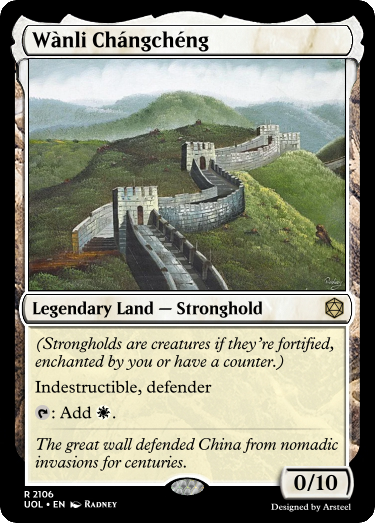 Wànli Chángchéng
Legendary Land — Stronghold
(Strongholds are creatures if they're fortified,
enchanted by you or have a counter.)
Indestructible, defender
: Add .
The great wall defended China from nomadic
invasions for centuries.
0/10
R 2106
UOL • EN Radney
Designed by Arsteel